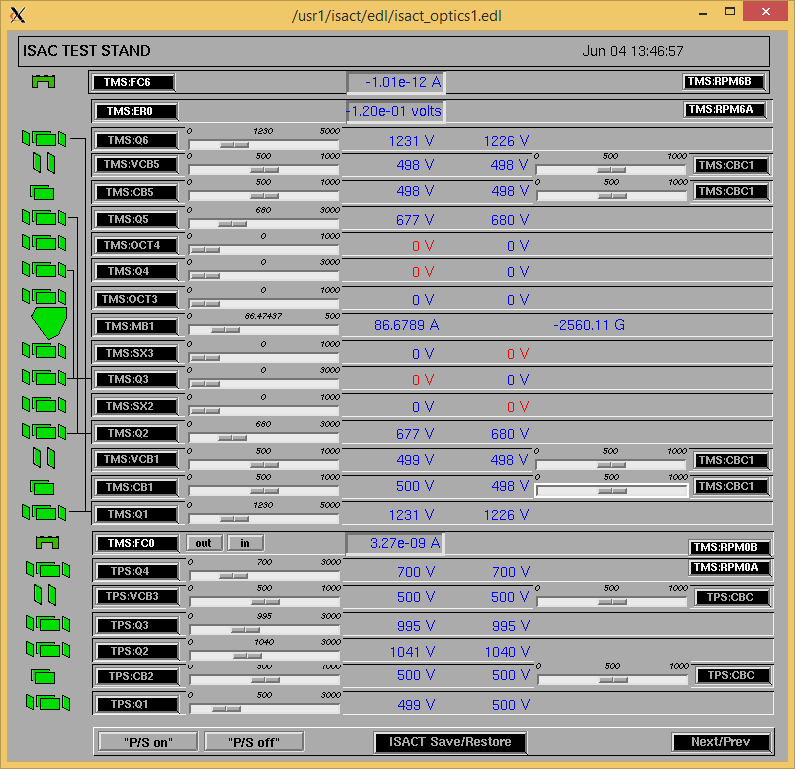 /usr1/isact/edl/isact_optics1.edl
ISAC TEST STAND Jun 04 13:46:57
TMS:FC6 -1.01e-12 A TMS:RPM6B
TMS:ER0 -1.20e-01 volts TMS:RPM6A
0 1230 5000
TMS:Q6 1231 V 1226 V
0 500 1000 0 500 1000
TMS:VCB5 498 V 498 V TMS:CBC1
0 500 1000 0 500 1000
TMS:CB5 498 V 498 V TMS:CBC1
0 680 3000
TMS:Q5 677 V 680 V
0 0 1000
TMS:OCT4 0 V 0 V
0 0 3000
TMS:Q4 0 V 0 V
0 0 1000
TMS:OCT3 0 V 0 V
0 86.47437 500
TMS:MB1 86.6789 A -2560.11 G
0 0 1000
TMS:SX3 0 V 0 V
0 0 3000
TMS:Q3 0 V 0 V
0 0 1000
TMS:SX2 0 V 0 V
0 680 3000
TMS:Q2 677 V 680 V
0 500 1000 0 500 1000
TMS:VCB1 499 V 498 V TMS:CBC1
0 500 1000 0 500 1000
TMS:CB1 500 V 498 V TMS:CBC1
0 1230 5000
TMS:Q1 1231 V 1226 V
TMS:FC0 out in 3.27e-09 A TMS:RPM0B
0 700 3000 TMS:RPM0A
TPS:Q4 700 V 700 V
0 500 1000 0 500 1000
TPS:VCB3 500 V 500 V TPS:CBC
0 995 3000
TPS:Q3 995 V 995 V
0 1040 3000
TPS:Q2 1041 V 1040 V
0 500 1000 0 500 1000
TPS:CB2 500 V 500 V TPS:CBC
0 500 3000
TPS:Q1 499 V 500 V
"P/S on" "P/S off" ISACT Save/Restore Next/Prev